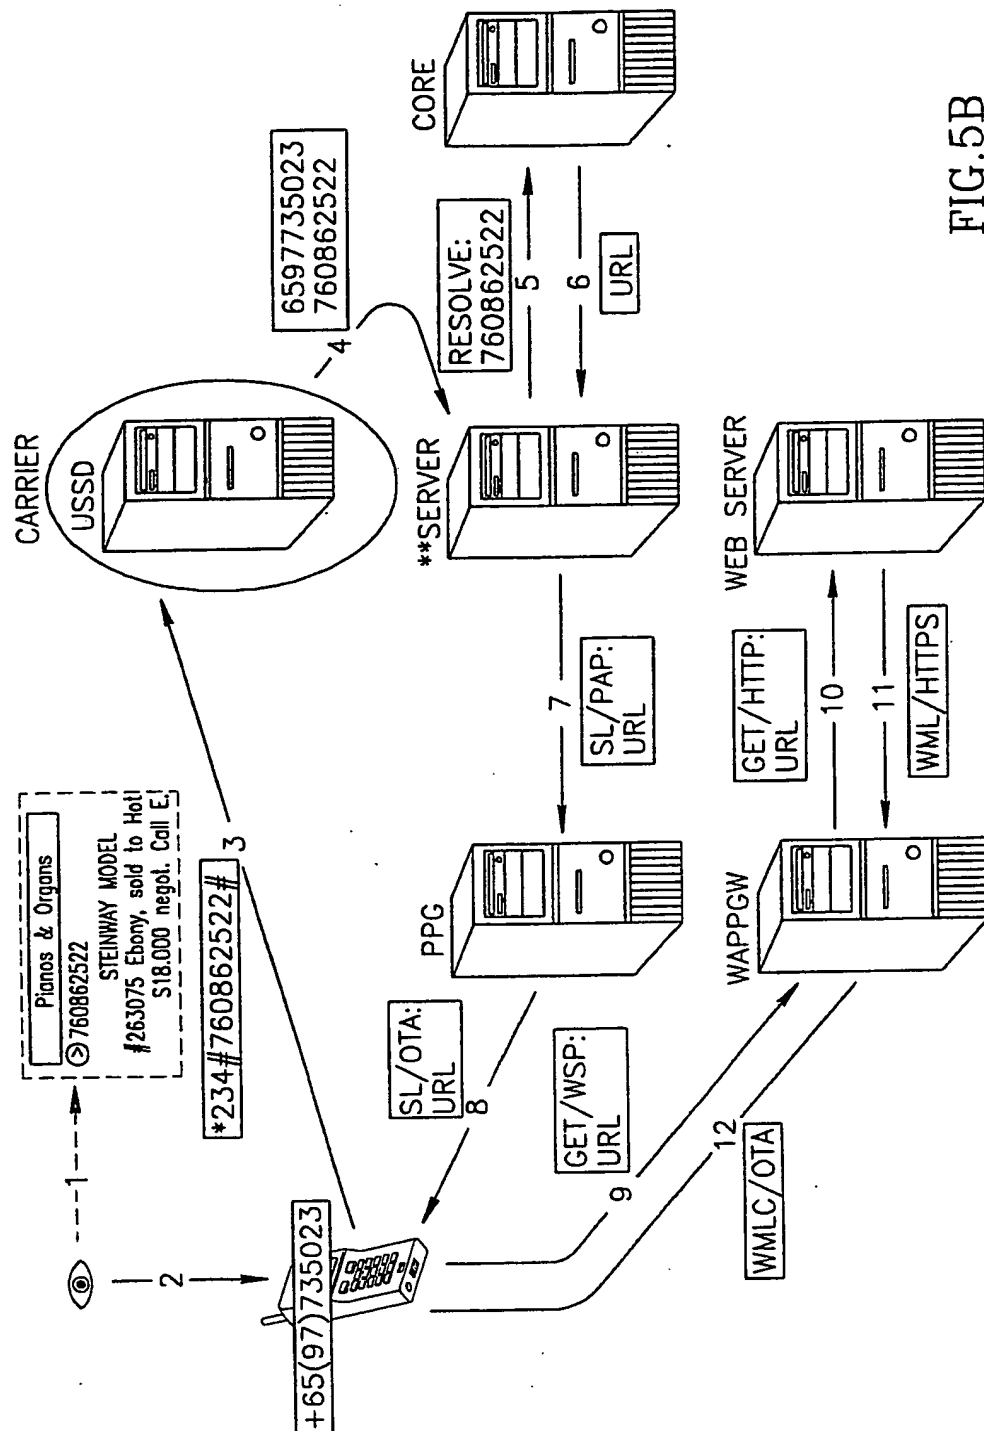 CARRIER
USSD
CORE
Pianos & Organs
760862522
STEINWAY MODEL
#263075 Ebony, sold to Hotl
S18.000 negot. Call E.
1
2
+65(97)735023
*234#760862522#
3
4
6597735023
760862522
**SERVER
RESOLVE:
760862522
5
6
URL
7
SL/PAP:
URL
PPG
SL/OTA:
URL
8
GET/WSP:
URL
9
WAPPGW
GET/HTTP:
URL
10
WEB SERVER
11
WML/HTTPS
12
WMLC/OTA
FIG.5B